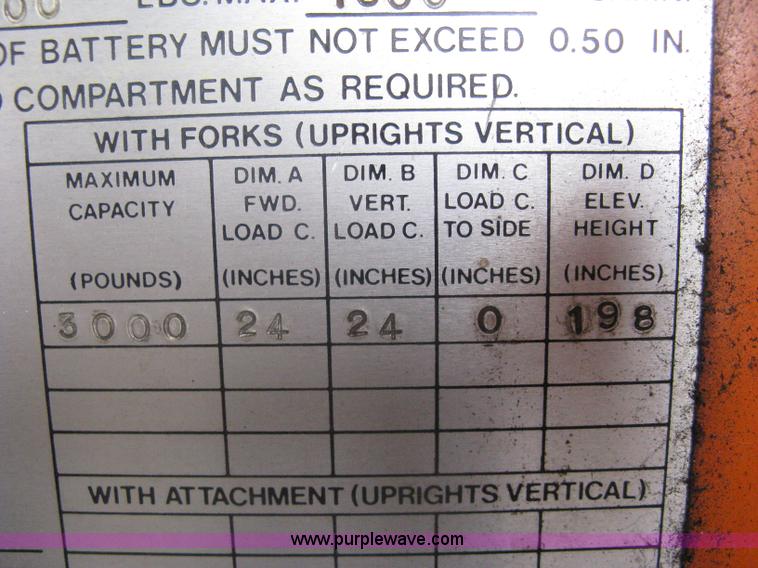 OF BATTERY MUST NOT EXCEED 0.50 IN.
COMPARTMENT AS REQUIRED.
WITH FORKS (UPRIGHTS VERTICAL)
MAXIMUM CAPACITY (POUNDS)
DIM. A FWD. LOAD C. (INCHES)
DIM. B VERT. LOAD C. (INCHES)
DIM. C LOAD C. TO SIDE (INCHES)
DIM. D ELEV. HEIGHT (INCHES)
3000 24 24 0 198
WITH ATTACHMENT (UPRIGHTS VERTICAL)
www.purplewave.com